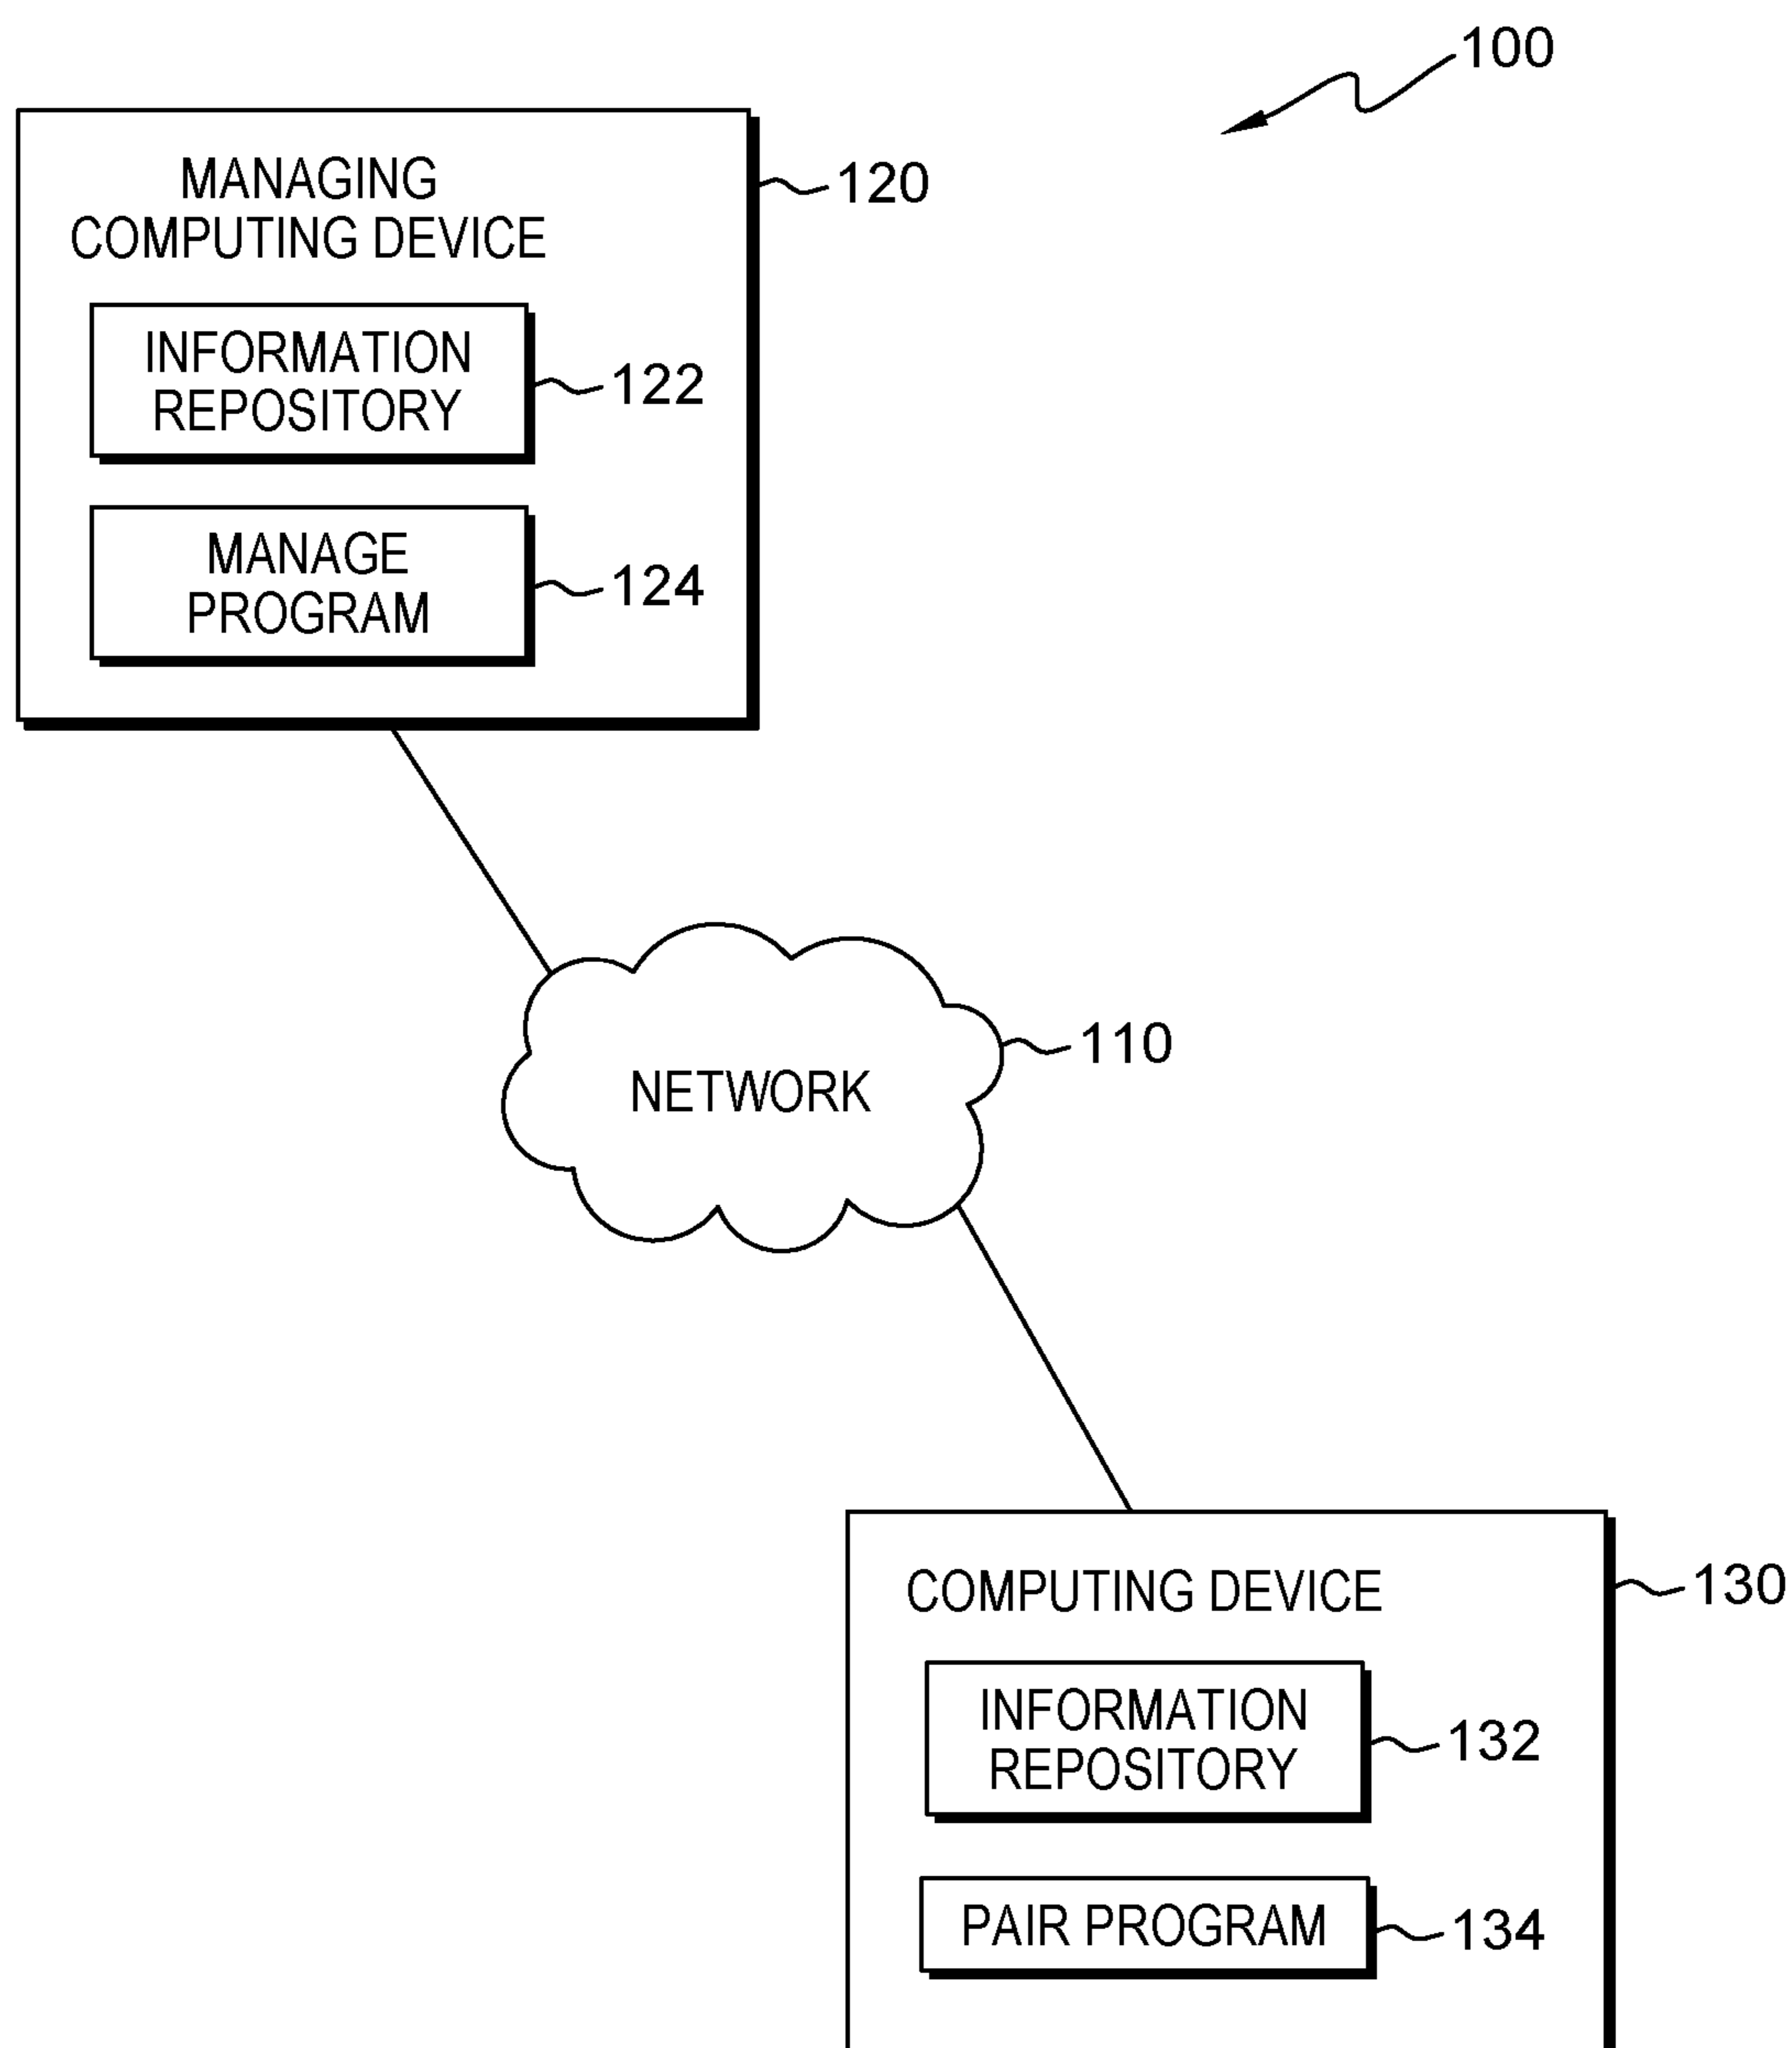 100
MANAGING
COMPUTING DEVICE
120
INFORMATION
REPOSITORY
122
MANAGE
PROGRAM
124
NETWORK
110
COMPUTING DEVICE
130
INFORMATION
REPOSITORY
132
PAIR PROGRAM
134